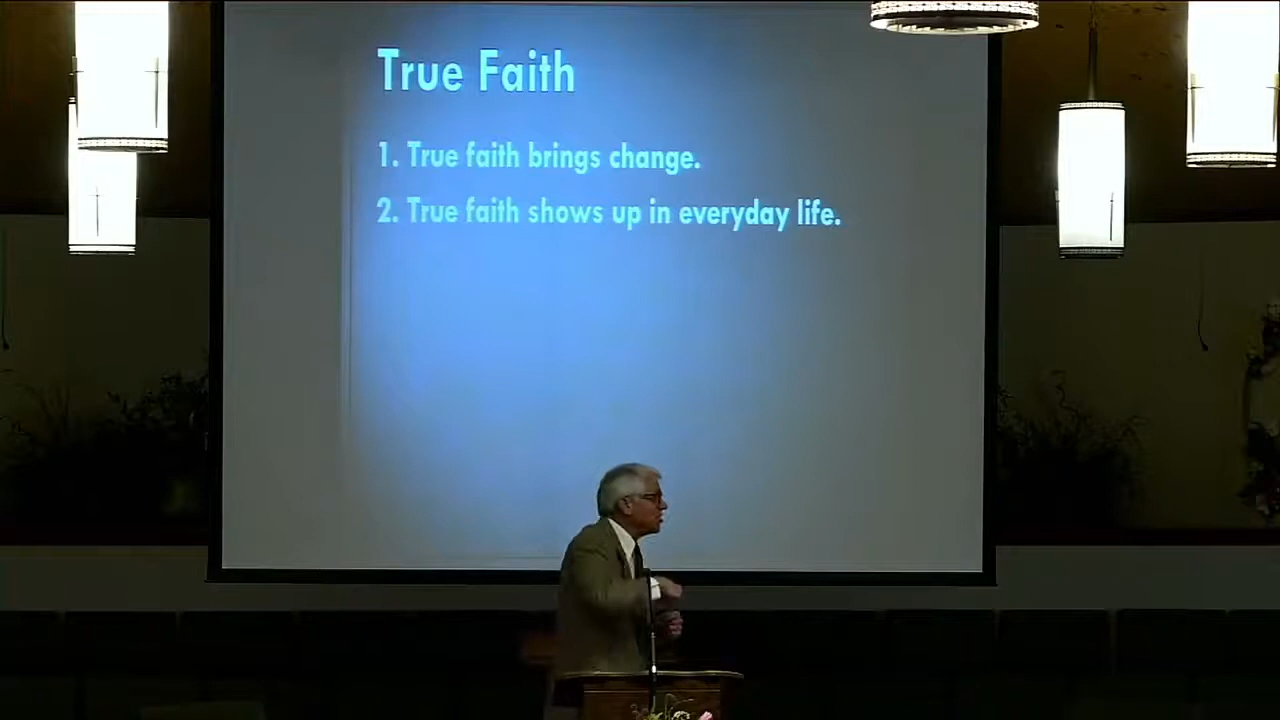 True Faith
1. True faith brings change.
2. True faith shows up in everyday life.